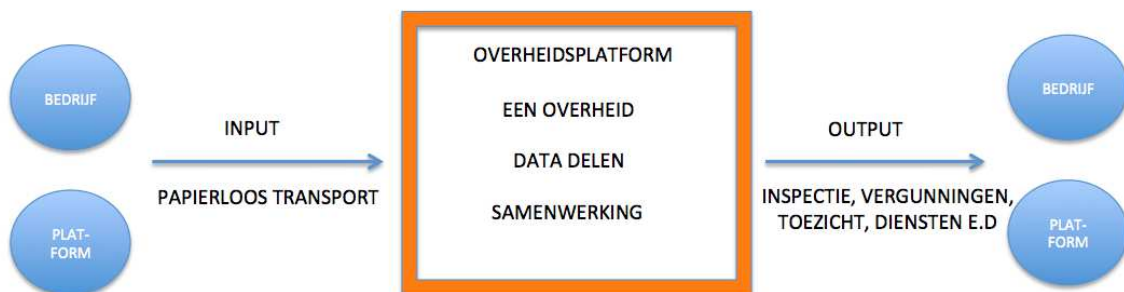 BEDRIJF
PLAT-
FORM
INPUT
PAPIERLOOS TRANSPORT
OVERHEIDSPLATFORM
EEN OVERHEID
DATA DELEN
SAMENWERKING
OUTPUT
INSPECTIE, VERGUNNINGEN,
TOEZICHT, DIENSTEN E.D
BEDRIJF
PLAT-
FORM